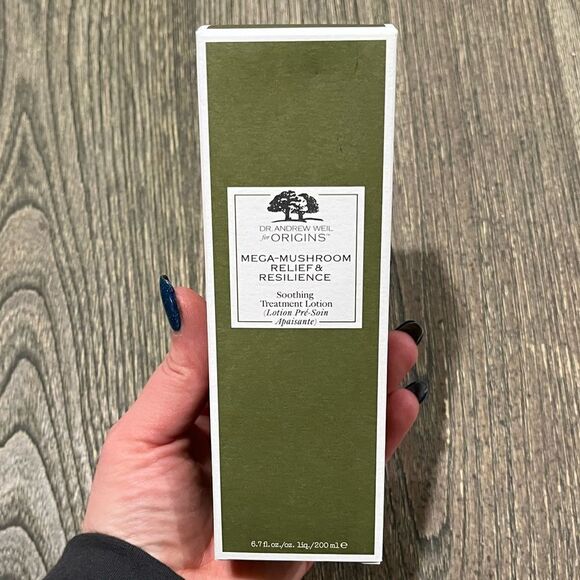 DR. ANDREW WEIL
for ORIGINS™
MEGA-MUSHROOM
RELIEF &
RESILIENCE
Soothing
Treatment Lotion
(Lotion Pré-Soin
Apaisante)
6.7 fl. oz./oz. liq./200 ml ℮